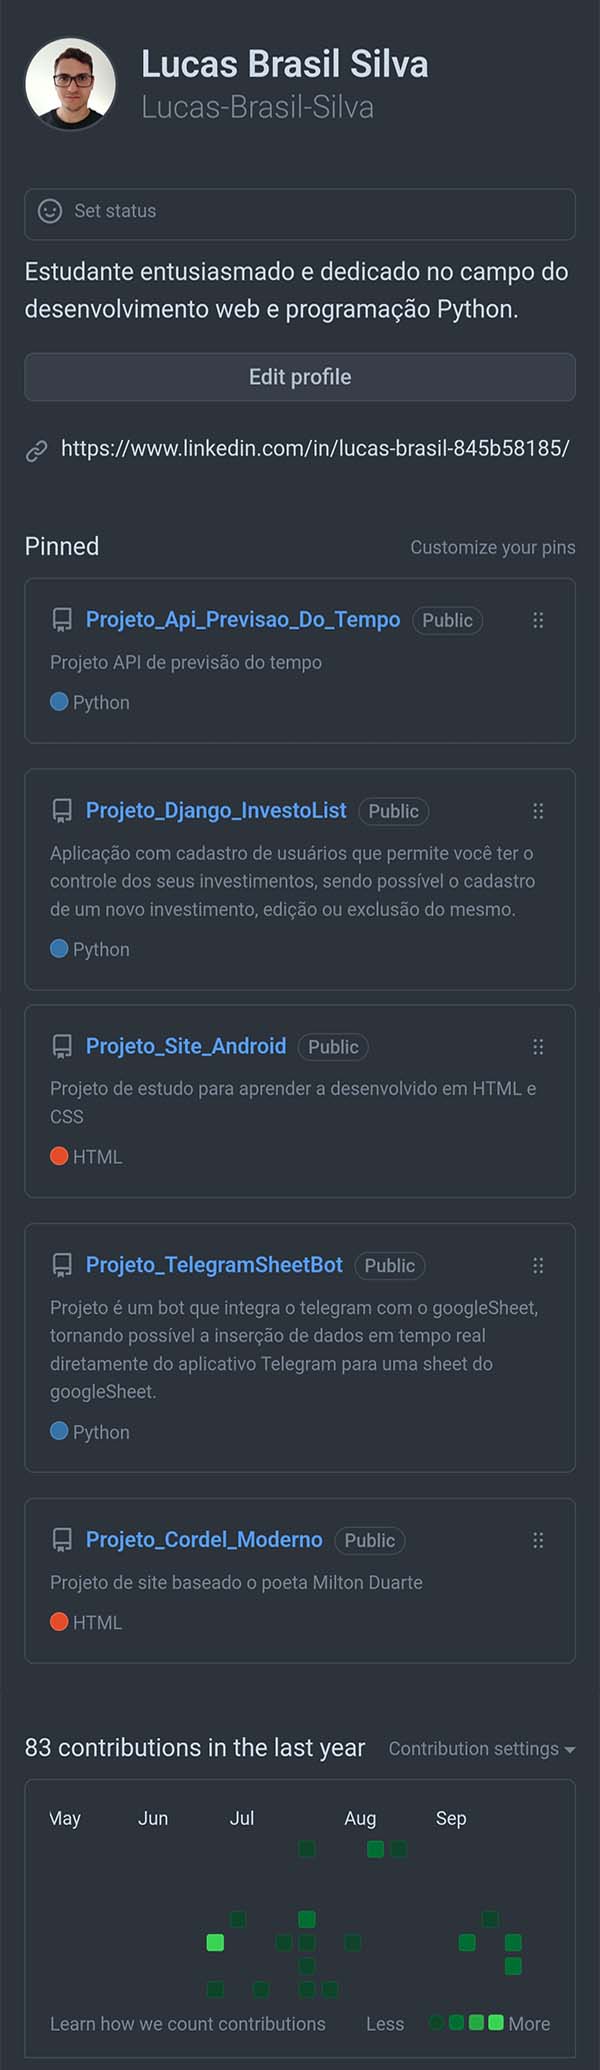 Lucas Brasil Silva
Lucas-Brasil-Silva
Set status
Estudante entusiasmado e dedicado no campo do
desenvolvimento web e programação Python.
Edit profile
https://www.linkedin.com/in/lucas-brasil-845b58185/
Pinned
Customize your pins
Projeto_Api_Previsao_Do_Tempo Public
Projeto API de previsão do tempo
Python
Projeto_Django_InvestoList Public
Aplicação com cadastro de usuários que permite você ter o
controle dos seus investimentos, sendo possível o cadastro
de um novo investimento, edição ou exclusão do mesmo.
Python
Projeto_Site_Android Public
Projeto de estudo para aprender a desenvolvido em HTML e
CSS
HTML
Projeto_TelegramSheetBot Public
Projeto é um bot que integra o telegram com o googleSheet,
tornando possível a inserção de dados em tempo real
diretamente do aplicativo Telegram para uma sheet do
googleSheet.
Python
Projeto_Cordel_Moderno Public
Projeto de site baseado o poeta Milton Duarte
HTML
83 contributions in the last year
Contribution settings
May Jun Jul Aug Sep
Learn how we count contributions
Less More